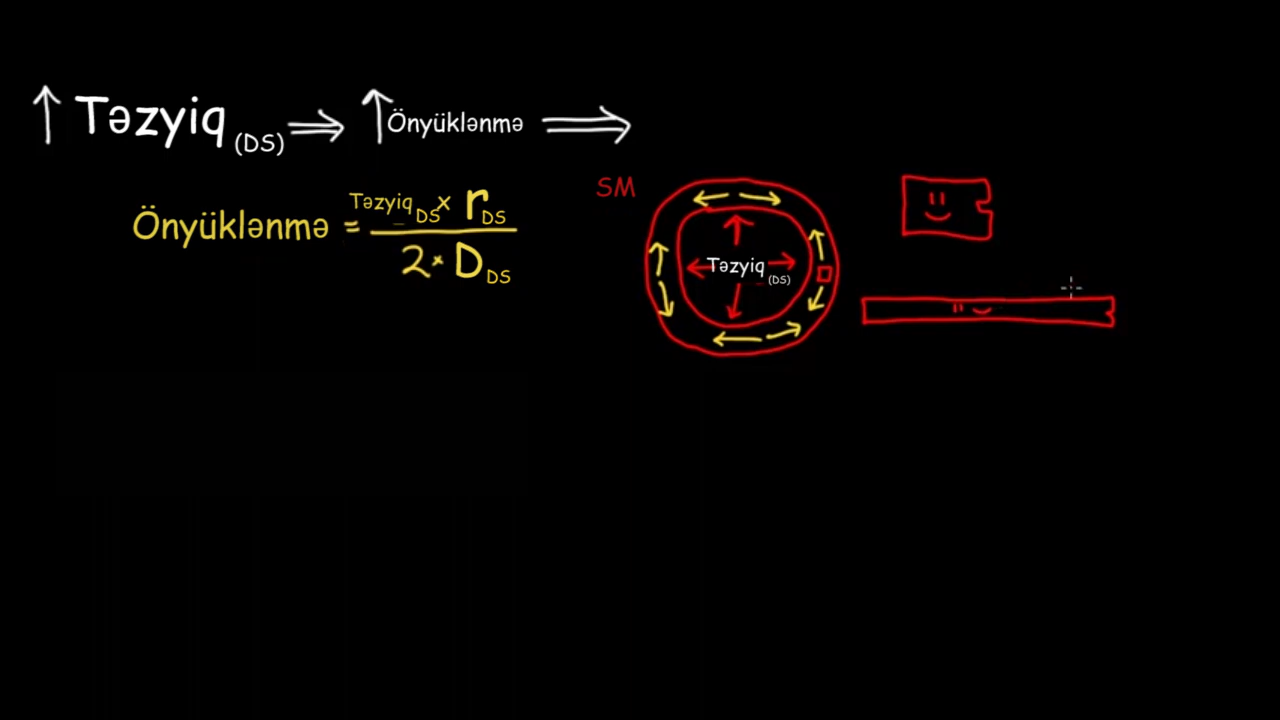 ↑ Təzyiq (DS) ⇒ ↑ Önyüklənmə ⇒
SM
Önyüklənmə = Təzyiq DS × r DS / 2 × D DS
Təzyiq (DS)